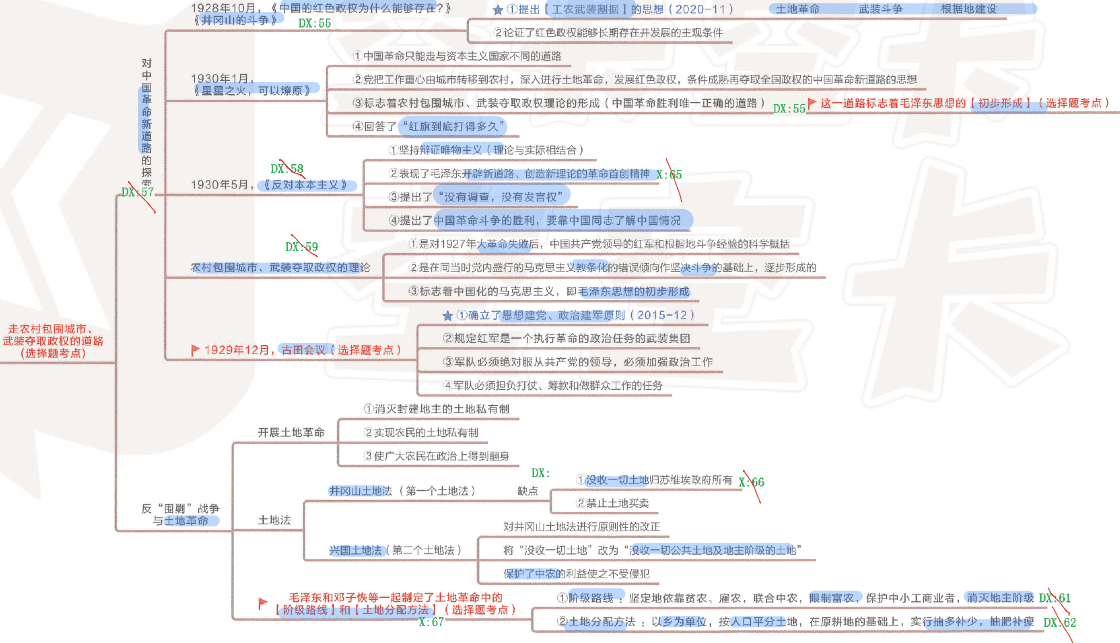 走农村包围城市、
武装夺取政权的道路
(选择题考点)
DX:57
对中国革命新道路的探索
1928年10月，《中国的红色政权为什么能够存在?》
《井冈山的斗争》
DX:55
★ ①提出【工农武装割据】的思想（2020-11） 土地革命 武装斗争 根据地建设
②论证了红色政权能够长期存在并发展的主观条件
1930年1月，
《星星之火，可以燎原》
①中国革命只能走与资本主义国家不同的道路
②党把工作重心由城市转移到农村，深入进行土地革命，发展红色政权，条件成熟再夺取全国政权的中国革命新道路的思想
③标志着农村包围城市、武装夺取政权理论的形成（中国革命胜利唯一正确的道路）
DX:55
这一道路标志着毛泽东思想的【初步形成】（选择题考点）
④回答了“红旗到底打得多久”
DX:58
1930年5月，《反对本本主义》
①坚持辩证唯物主义（理论与实际相结合）
②表现了毛泽东开辟新道路、创造新理论的革命首创精神
X:65
③提出了“没有调查，没有发言权”
④提出了中国革命斗争的胜利，要靠中国同志了解中国情况
DX:59
农村包围城市、武装夺取政权的理论
①是对1927年大革命失败后，中国共产党领导的红军和根据地斗争经验的科学概括
②是在同当时党内盛行的马克思主义教条化的错误倾向作坚决斗争的基础上，逐步形成的
③标志着中国化的马克思主义，即毛泽东思想的初步形成
1929年12月，古田会议（选择题考点）
★ ①确立了思想建党、政治建军原则（2015-12）
②规定红军是一个执行革命的政治任务的武装集团
③军队必须绝对服从共产党的领导，必须加强政治工作
④军队必须担负打仗、筹款和做群众工作的任务
反“围剿”战争
与土地革命
开展土地革命
①消灭封建地主的土地私有制
②实现农民的土地私有制
③使广大农民在政治上得到翻身
土地法
井冈山土地法（第一个土地法）
DX:
缺点
①没收一切土地归苏维埃政府所有
X:66
②禁止土地买卖
兴国土地法（第二个土地法）
对井冈山土地法进行原则性的改正
将“没收一切土地”改为“没收一切公共土地及地主阶级的土地”
保护了中农的利益使之不受侵犯
毛泽东和邓子恢等一起制定了土地革命中的
【阶级路线】和【土地分配方法】（选择题考点）
X:67
①阶级路线：坚定地依靠贫农、雇农，联合中农，限制富农，保护中小工商业者，消灭地主阶级
DX:61
②土地分配方法：以乡为单位，按人口平分土地，在原耕地的基础上，实行抽多补少，抽肥补瘦
DX:62